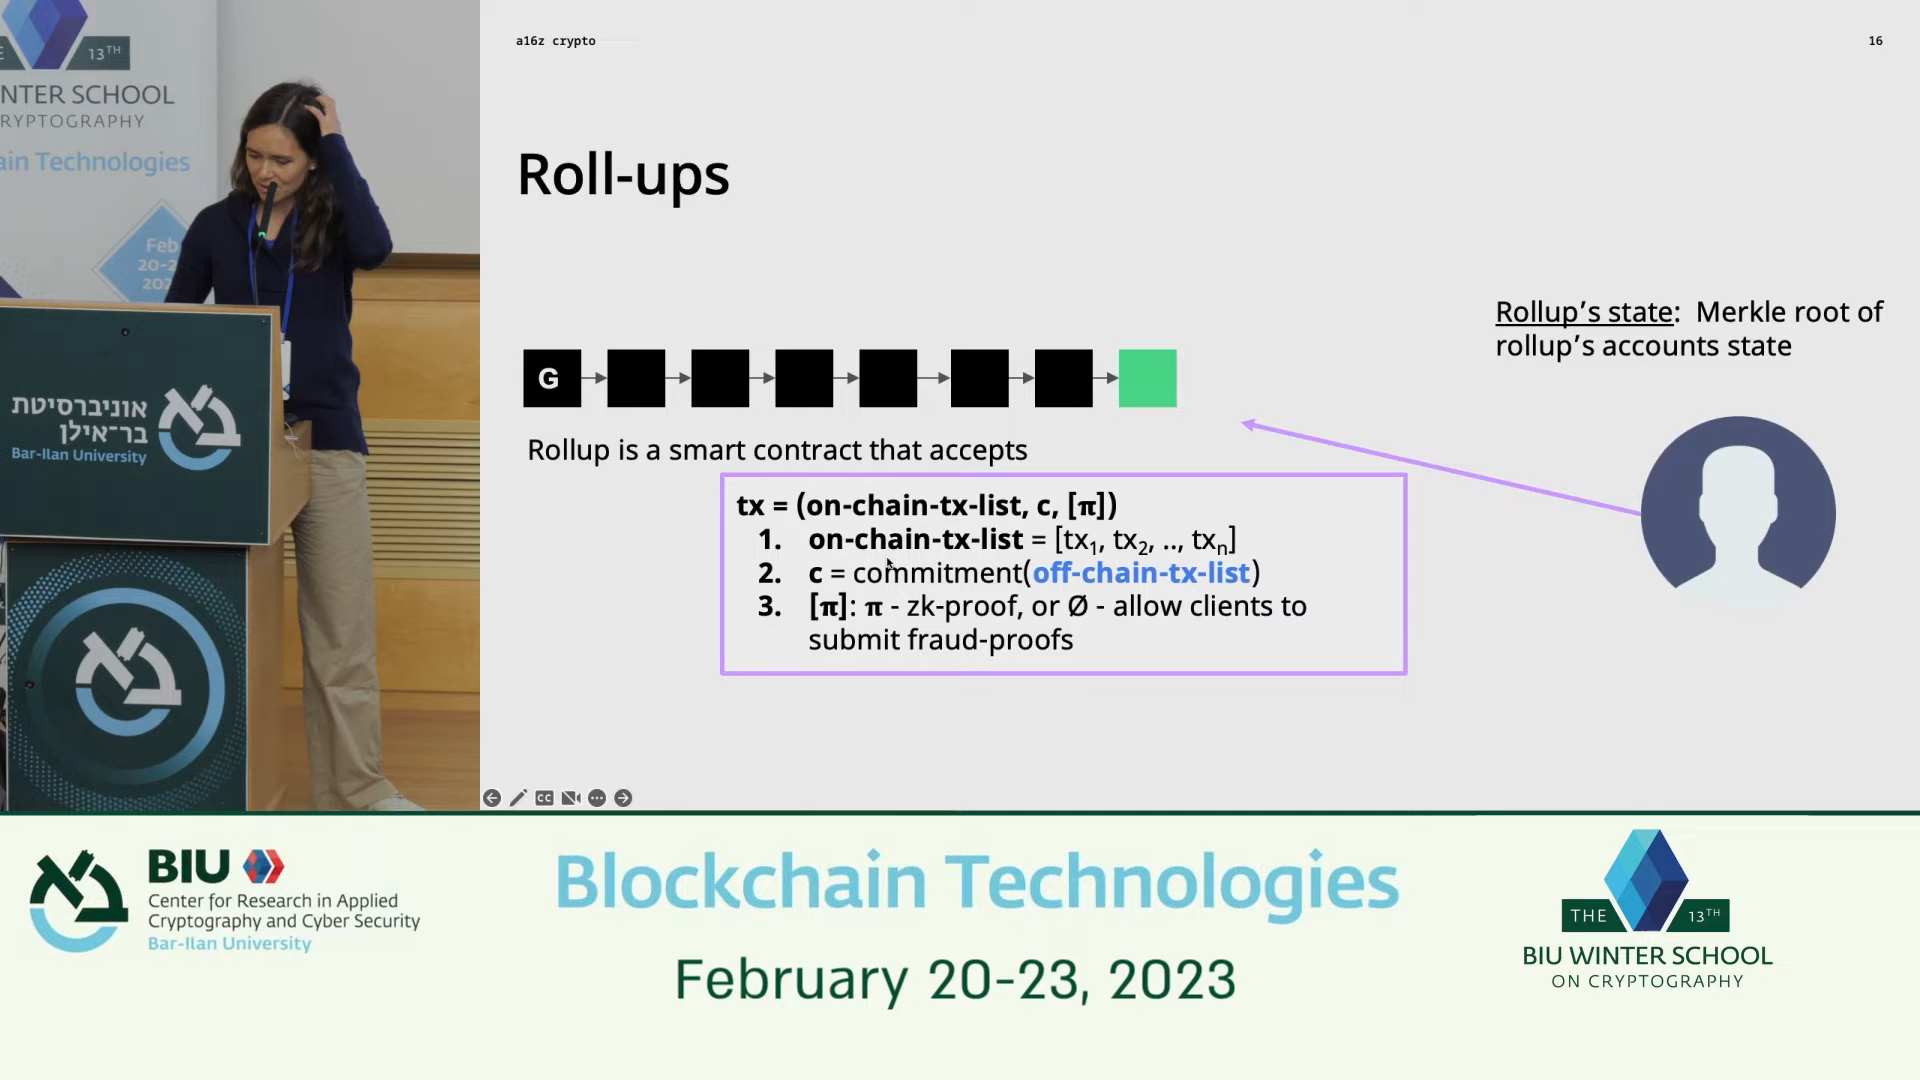 13TH
NTER SCHOOL
RYPTOGRAPHY
ain Technologies
Feb
20-2
202
אוניברסיטת
בר-אילן
Bar-Ilan University
a16z crypto
16
Roll-ups
Rollup's state: Merkle root of
rollup's accounts state
G
Rollup is a smart contract that accepts
tx = (on-chain-tx-list, c, [π])
1. on-chain-tx-list = [tx₁, tx₂, .., txₙ]
2. c = commitment(off-chain-tx-list)
3. [π]: π - zk-proof, or Ø - allow clients to
submit fraud-proofs
CC
BIU
Center for Research in Applied
Cryptography and Cyber Security
Bar-Ilan University
Blockchain Technologies
February 20-23, 2023
THE 13TH
BIU WINTER SCHOOL
ON CRYPTOGRAPHY